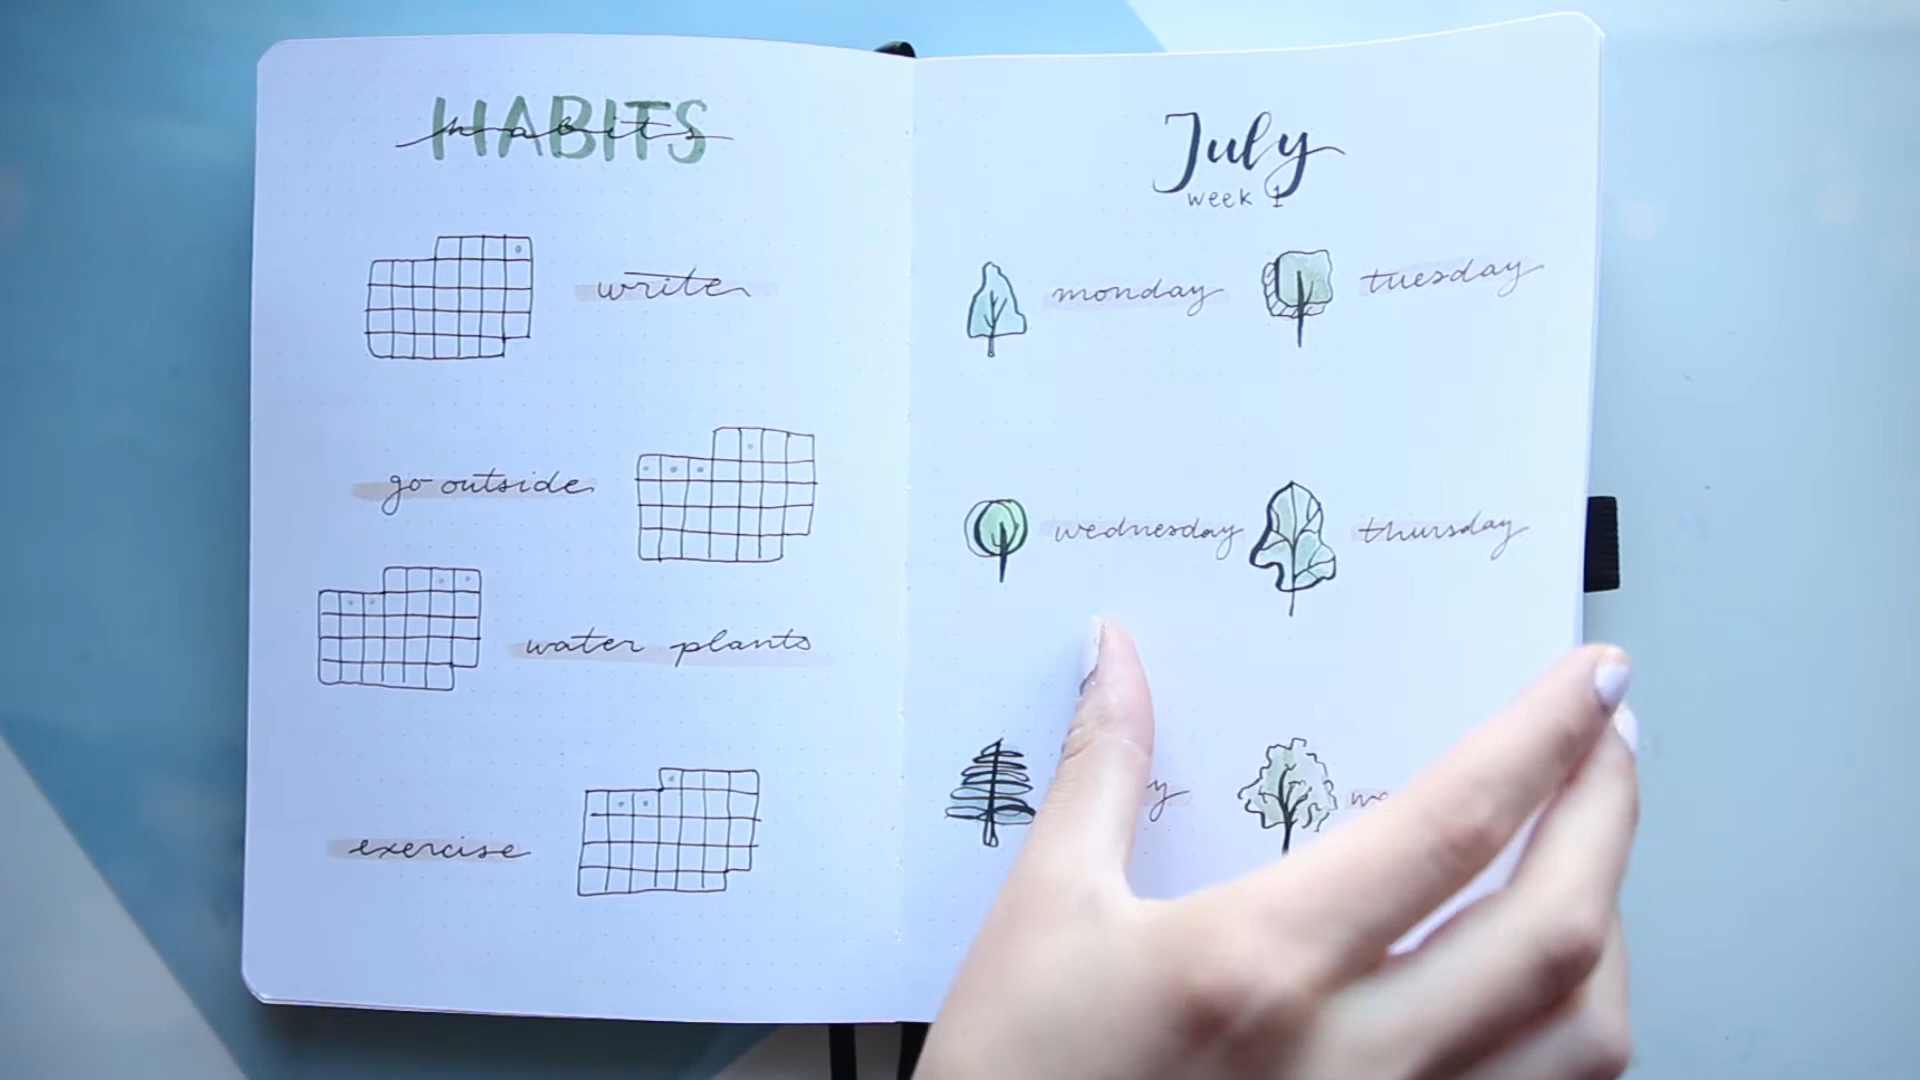 HABITS
habits
write
go outside
water plants
exercise
July
week 1
monday
tuesday
wednesday
thursday